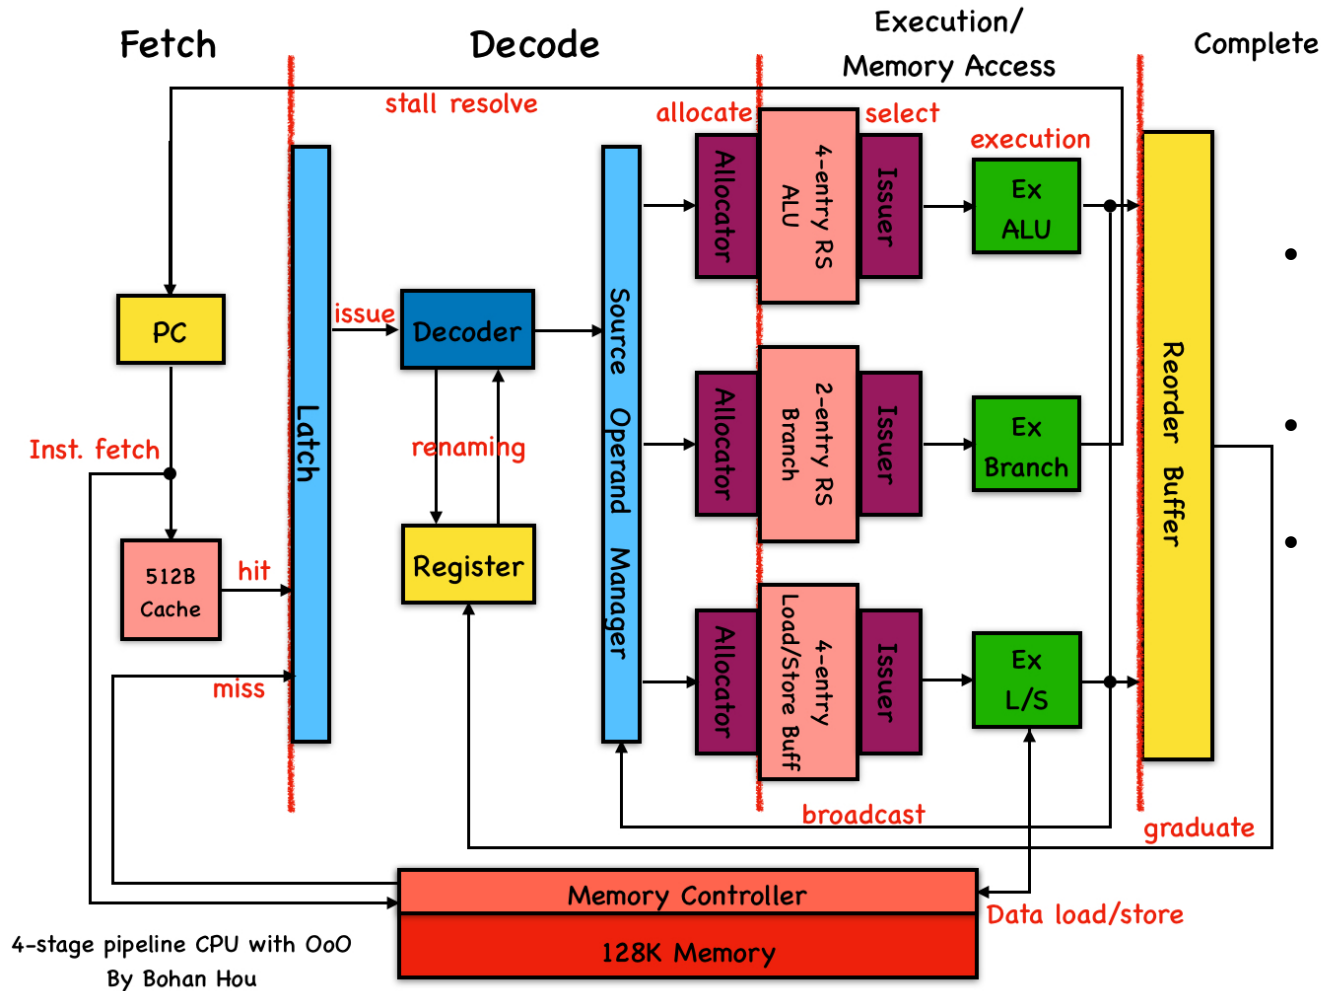 Fetch
Decode
Execution/
Memory Access
Complete
stall resolve
allocate
select
execution
Allocator
4-entry RS
ALU
Issuer
Ex
ALU
PC
issue
Decoder
Latch
Source Operand Manager
Inst. fetch
renaming
Allocator
2-entry RS
Branch
Issuer
Ex
Branch
Reorder Buffer
512B
Cache
hit
Register
miss
Allocator
4-entry
Load/Store Buff
Issuer
Ex
L/S
broadcast
graduate
Memory Controller
Data load/store
128K Memory
4-stage pipeline CPU with OoO
By Bohan Hou